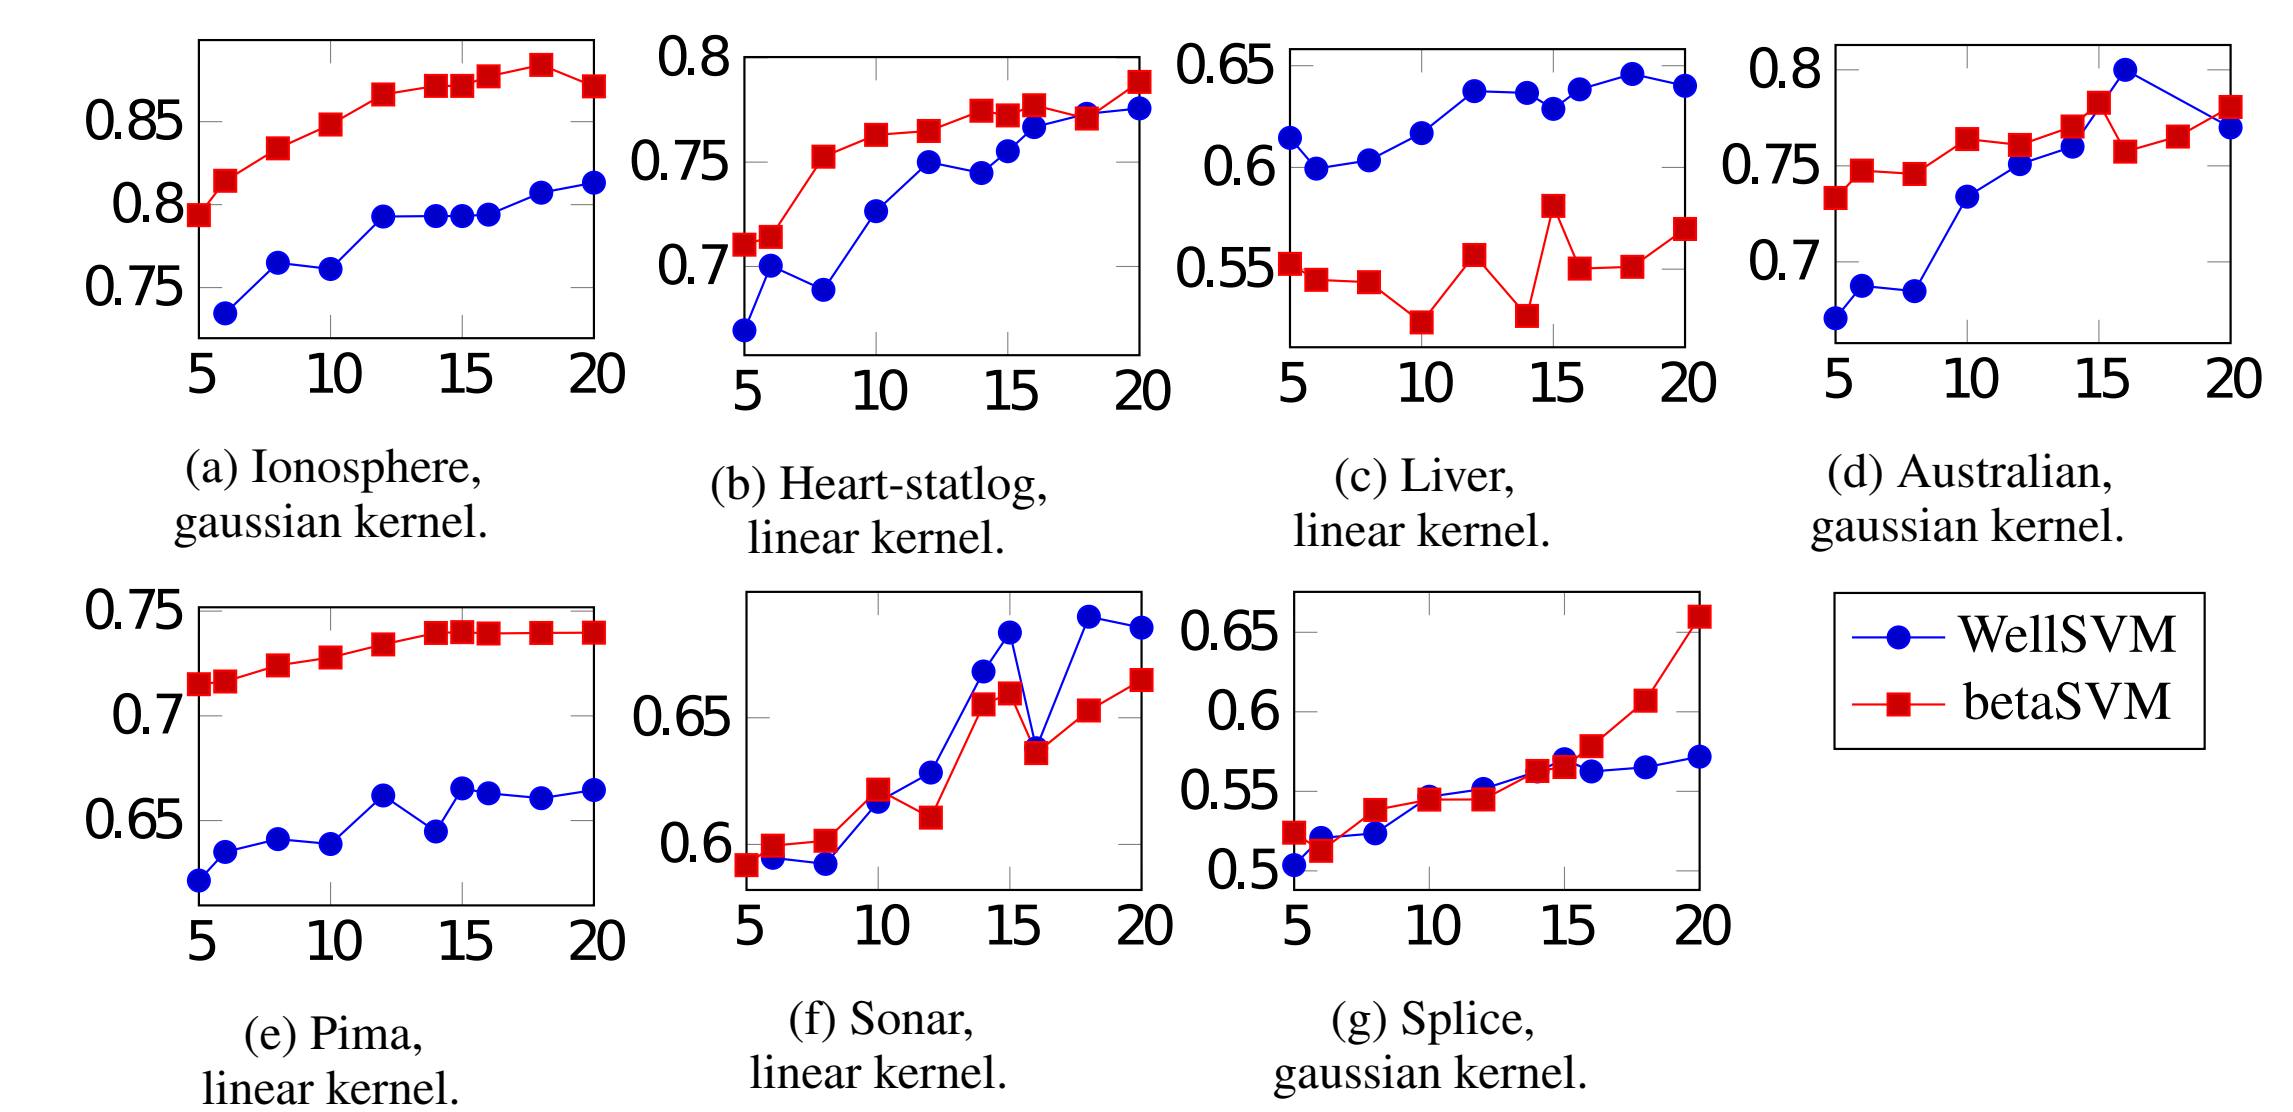 0.85
0.8
0.75
5 10 15 20
(a) Ionosphere,
gaussian kernel.
0.8
0.75
0.7
5 10 15 20
(b) Heart-statlog,
linear kernel.
0.65
0.6
0.55
5 10 15 20
(c) Liver,
linear kernel.
0.8
0.75
0.7
5 10 15 20
(d) Australian,
gaussian kernel.
0.75
0.7
0.65
5 10 15 20
(e) Pima,
linear kernel.
0.65
0.6
5 10 15 20
(f) Sonar,
linear kernel.
0.65
0.6
0.55
0.5
5 10 15 20
(g) Splice,
gaussian kernel.
WellSVM
betaSVM